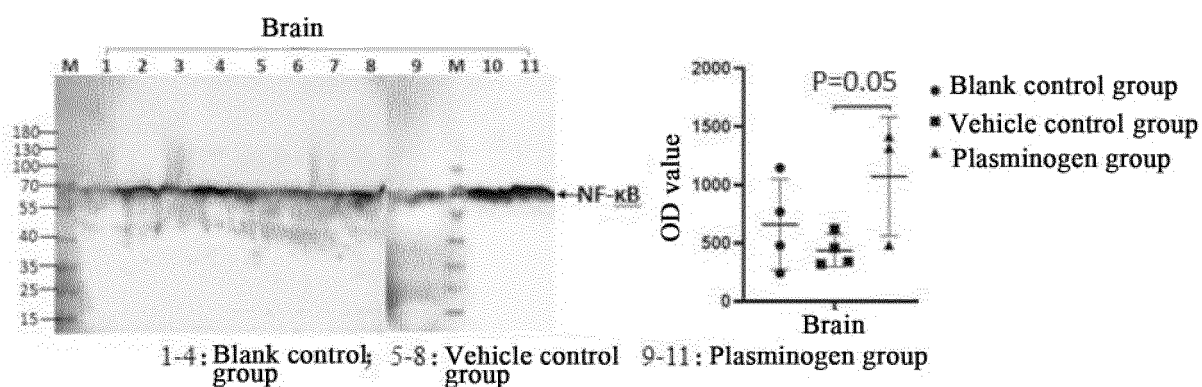 Brain
M 1 2 3 4 5 6 7 8 9 M 10 11
180
130
100
70
55
40
35
25
15
NF-κB
1-4: Blank control; 5-8: Vehicle control 9-11: Plasminogen group
group group
2000
1500
1000
500
0
OD value
P=0.05
Brain
Blank control group
Vehicle control group
Plasminogen group